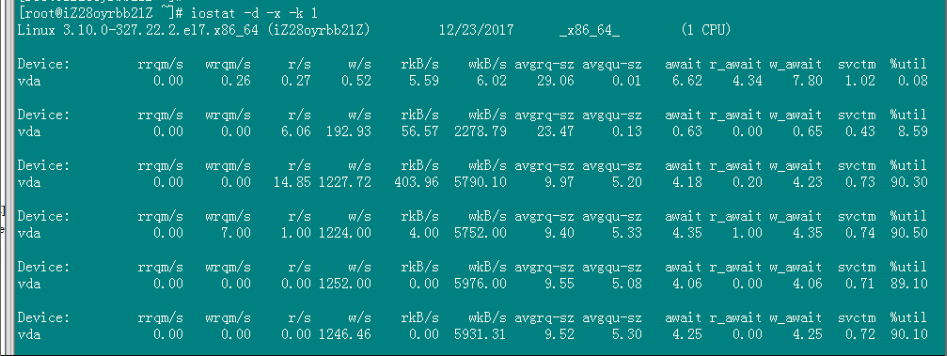 [root@iZ28oyrbb21Z ~]# iostat -d -x -k 1
Linux 3.10.0-327.22.2.el7.x86_64 (iZ28oyrbb21Z) 12/23/2017 _x86_64_ (1 CPU)
Device: rrqm/s wrqm/s r/s w/s rkB/s wkB/s avgrq-sz avgqu-sz await r_await w_await svctm %util
vda 0.00 0.26 0.27 0.52 5.59 6.02 29.06 0.01 6.62 4.34 7.80 1.02 0.08
Device: rrqm/s wrqm/s r/s w/s rkB/s wkB/s avgrq-sz avgqu-sz await r_await w_await svctm %util
vda 0.00 0.00 6.06 192.93 56.57 2278.79 23.47 0.13 0.63 0.00 0.65 0.43 8.59
Device: rrqm/s wrqm/s r/s w/s rkB/s wkB/s avgrq-sz avgqu-sz await r_await w_await svctm %util
vda 0.00 0.00 14.85 1227.72 403.96 5790.10 9.97 5.20 4.18 0.20 4.23 0.73 90.30
Device: rrqm/s wrqm/s r/s w/s rkB/s wkB/s avgrq-sz avgqu-sz await r_await w_await svctm %util
vda 0.00 7.00 1.00 1224.00 4.00 5752.00 9.40 5.33 4.35 1.00 4.35 0.74 90.50
Device: rrqm/s wrqm/s r/s w/s rkB/s wkB/s avgrq-sz avgqu-sz await r_await w_await svctm %util
vda 0.00 0.00 0.00 1252.00 0.00 5976.00 9.55 5.08 4.06 0.00 4.06 0.71 89.10
Device: rrqm/s wrqm/s r/s w/s rkB/s wkB/s avgrq-sz avgqu-sz await r_await w_await svctm %util
vda 0.00 0.00 0.00 1246.46 0.00 5931.31 9.52 5.30 4.25 0.00 4.25 0.72 90.10